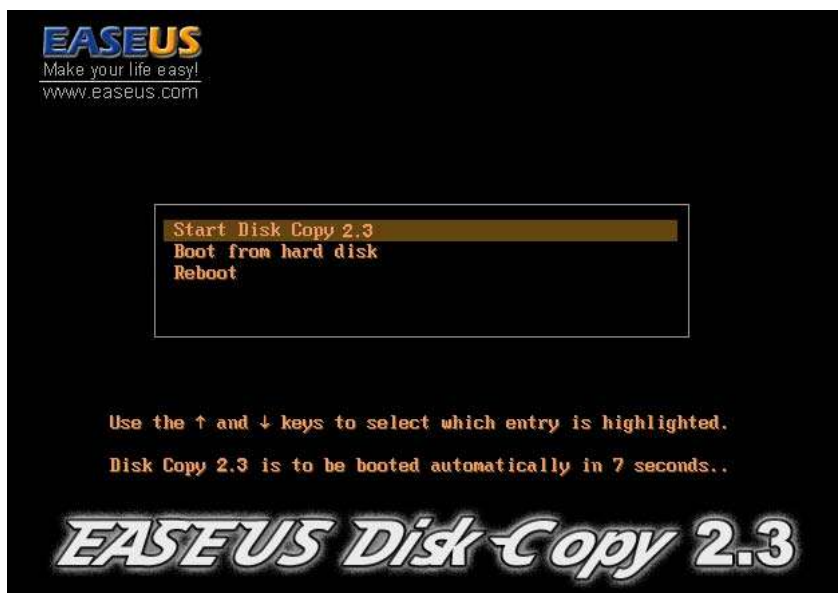 EASEUS
Make your life easy!
www.easeus.com
Start Disk Copy 2.3
Boot from hard disk
Reboot
Use the ↑ and ↓ keys to select which entry is highlighted.
Disk Copy 2.3 is to be booted automatically in 7 seconds..
EASEUS Disk Copy 2.3